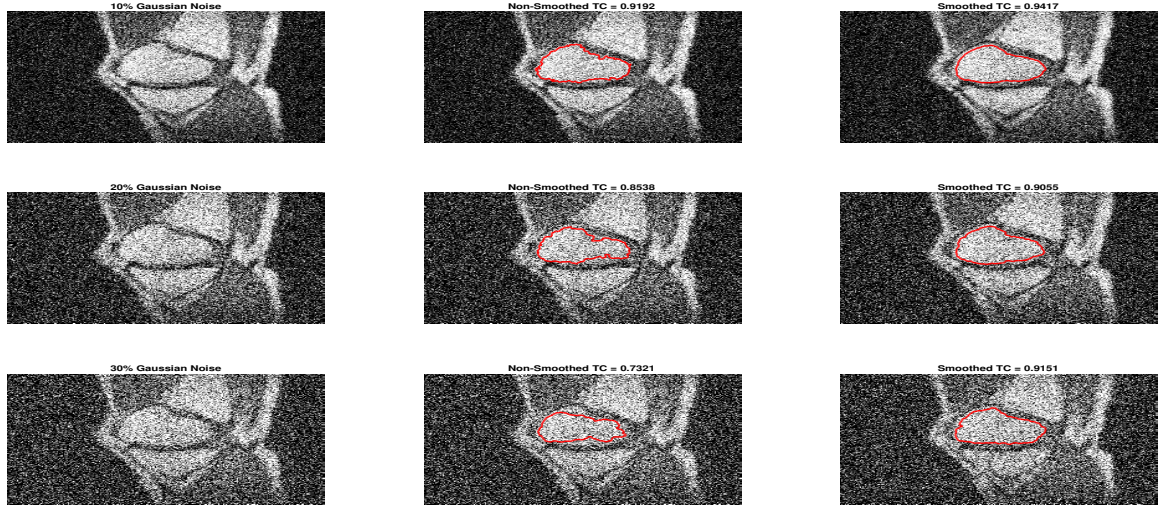 10% Gaussian Noise
Non-Smoothed TC = 0.9192
Smoothed TC = 0.9417
20% Gaussian Noise
Non-Smoothed TC = 0.8538
Smoothed TC = 0.9055
30% Gaussian Noise
Non-Smoothed TC = 0.7321
Smoothed TC = 0.9151